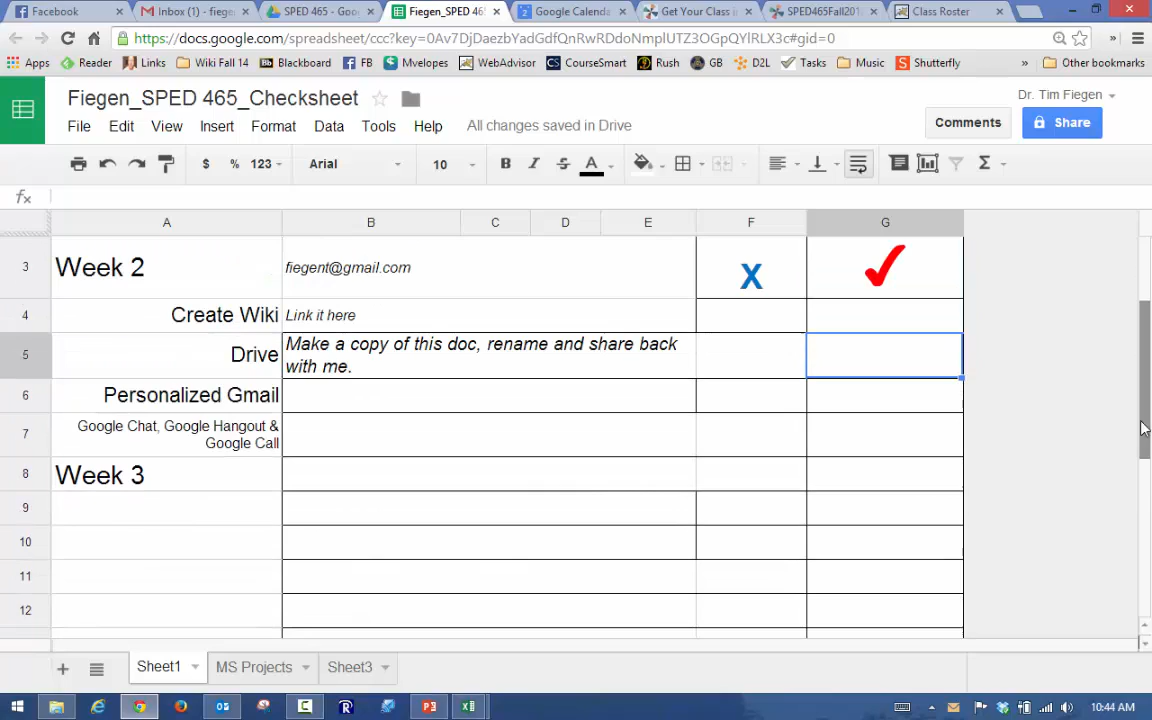 Facebook
Inbox (1) - fiege
SPED 465 - Goo
Fiegen_SPED 465
Google Calenda
Get Your Class in
SPED465Fall201
Class Roster
https://docs.google.com/spreadsheet/ccc?key=0Av7DjDaezbYadGdfQnRwRDdoNmplUTZ3OGpQYlRLX3c#gid=0
Apps
Reader
Links
Wiki Fall 14
Bb Blackboard
FB
Mvelopes
WebAdvisor
CS CourseSmart
Rush
GB
D2L
Tasks
Music
Shutterfly
»
Other bookmarks
Fiegen_SPED 465_Checksheet
Dr. Tim Fiegen
File Edit View Insert Format Data Tools Help All changes saved in Drive
Comments
Share
$ % 123 Arial 10 B I S A Σ
fx
A B C D E F G
3 Week 2 fiegent@gmail.com X ✓
4 Create Wiki Link it here
5 Drive Make a copy of this doc, rename and share back
with me.
6 Personalized Gmail
7 Google Chat, Google Hangout &
Google Call
8 Week 3
9
10
11
12
+ Sheet1 MS Projects Sheet3
10:44 AM